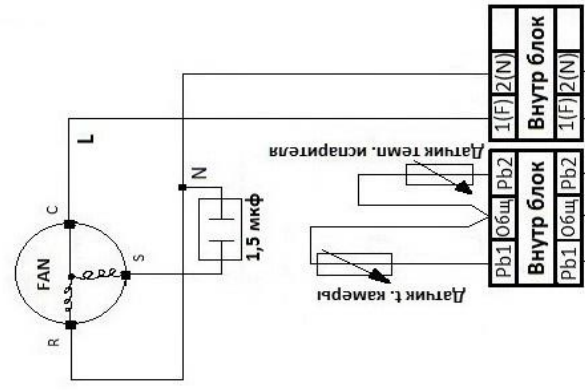 L
N
C
FAN
S
R
1,5 мкф
1(F) 2(N)
Внутр блок
1(F) 2(N)
Датчик темп. испарителя
Датчик t. камеры
Pb1 Общ Pb2
Внутр блок
Pb1 Общ Pb2